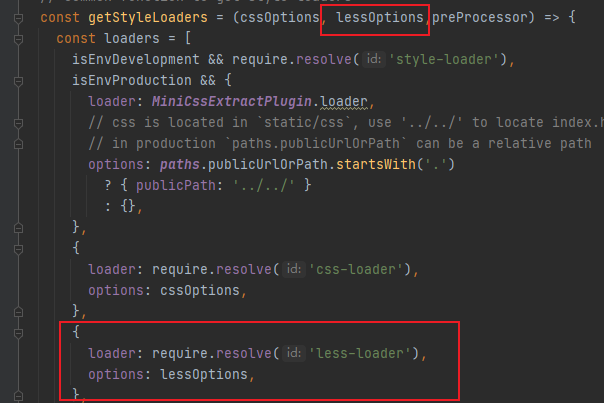 const getStyleLoaders = (cssOptions, lessOptions,preProcessor) => {
const loaders = [
isEnvDevelopment && require.resolve( id: 'style-loader'),
isEnvProduction && {
loader: MiniCssExtractPlugin.loader,
// css is located in `static/css`, use '../../' to locate index.h
// in production `paths.publicUrlOrPath` can be a relative path
options: paths.publicUrlOrPath.startsWith('.')
? { publicPath: '../../' }
: {},
},
{
loader: require.resolve( id: 'css-loader'),
options: cssOptions,
},
{
loader: require.resolve( id: 'less-loader'),
options: lessOptions,
},